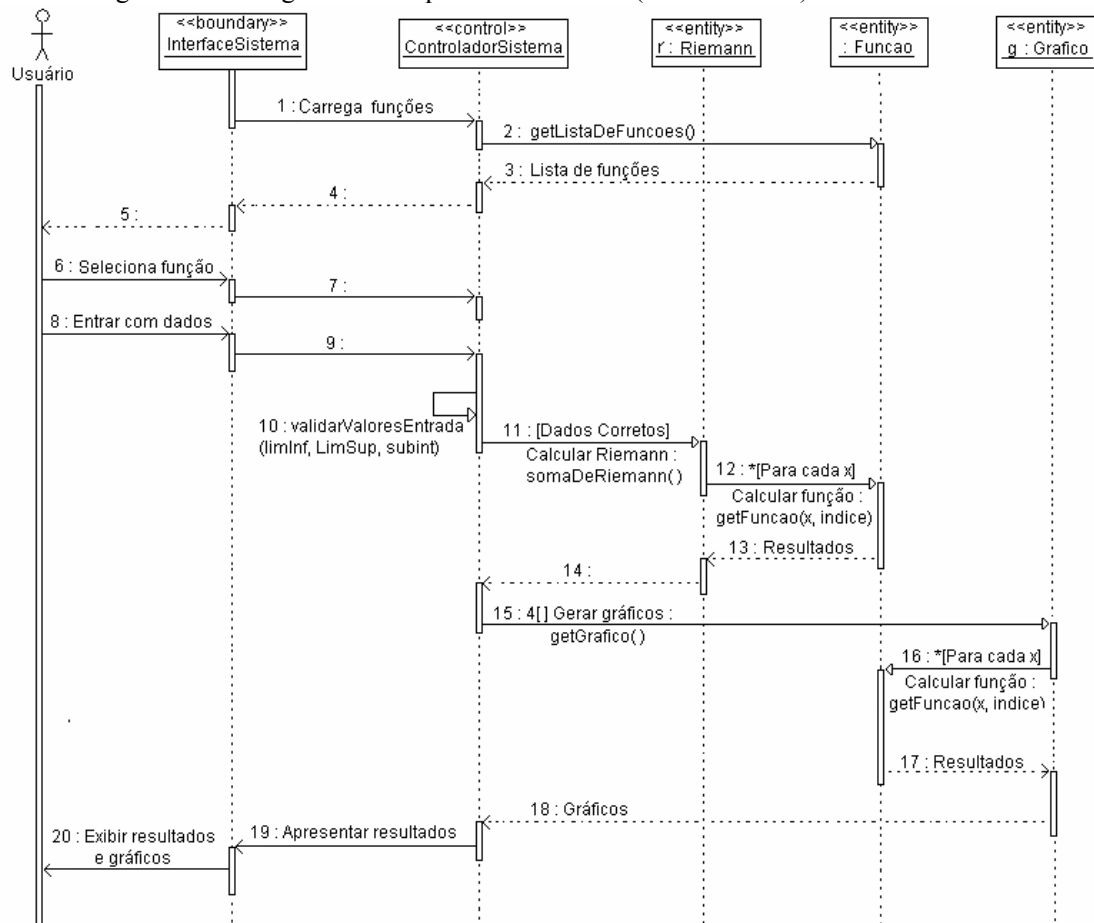 <<boundary>>
InterfaceSistema
<<control>>
ControladorSistema
<<entity>>
r : Riemann
<<entity>>
: Funcao
<<entity>>
g : Grafico
Usuário
1 : Carrega funções
2 : getListaDeFuncoes()
3 : Lista de funções
4 :
5 :
6 : Seleciona função
7 :
8 : Entrar com dados
9 :
10 : validarValoresEntrada
(limInf, LimSup, subint)
11 : [Dados Corretos]
Calcular Riemann :
somaDeRiemann()
12 : *[Para cada x]
Calcular função :
getFuncao(x, indice)
13 : Resultados
14 :
15 : 4[] Gerar gráficos :
getGrafico()
16 : *[Para cada x]
Calcular função :
getFuncao(x, indice)
17 : Resultados
18 : Gráficos
19 : Apresentar resultados
20 : Exibir resultados
e gráficos